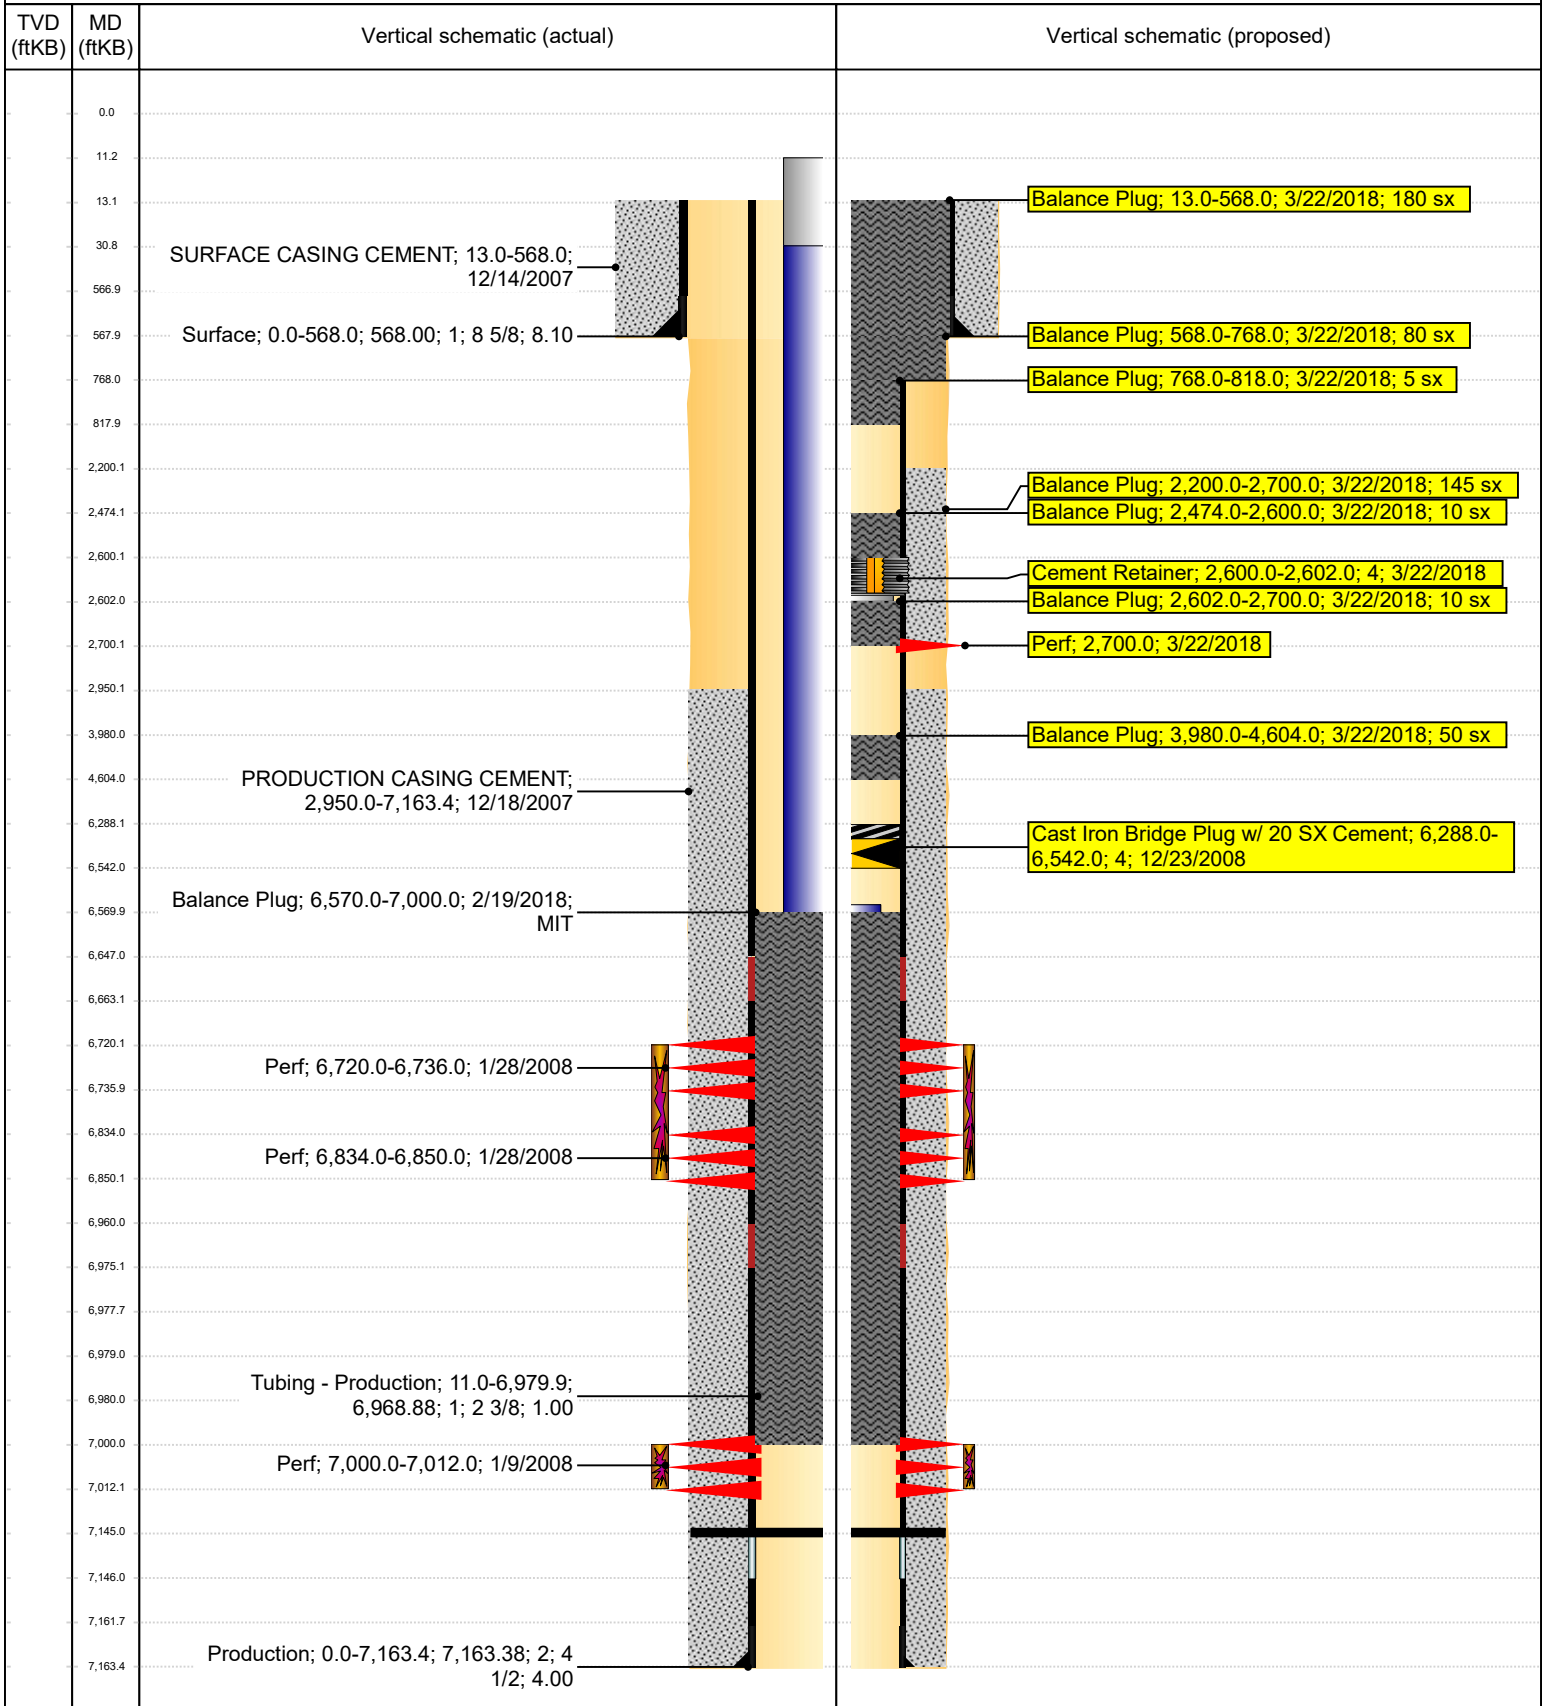 TVD
(ftKB)
MD
(ftKB)
Vertical schematic (actual)
Vertical schematic (proposed)
0.0
11.2
13.1
30.8
566.9
567.9
768.0
817.9
2,200.1
2,474.1
2,600.1
2,602.0
2,700.1
2,950.1
3,980.0
4,604.0
6,288.1
6,542.0
6,569.9
6,647.0
6,663.1
6,720.1
6,735.9
6,834.0
6,850.1
6,960.0
6,975.1
6,977.7
6,979.0
6,980.0
7,000.0
7,012.1
7,145.0
7,146.0
7,161.7
7,163.4
SURFACE CASING CEMENT; 13.0-568.0;
12/14/2007
Surface; 0.0-568.0; 568.00; 1; 8 5/8; 8.10
PRODUCTION CASING CEMENT;
2,950.0-7,163.4; 12/18/2007
Balance Plug; 6,570.0-7,000.0; 2/19/2018;
MIT
Perf; 6,720.0-6,736.0; 1/28/2008
Perf; 6,834.0-6,850.0; 1/28/2008
Tubing - Production; 11.0-6,979.9;
6,968.88; 1; 2 3/8; 1.00
Perf; 7,000.0-7,012.0; 1/9/2008
Production; 0.0-7,163.4; 7,163.38; 2; 4
1/2; 4.00
Balance Plug; 13.0-568.0; 3/22/2018; 180 sx
Balance Plug; 568.0-768.0; 3/22/2018; 80 sx
Balance Plug; 768.0-818.0; 3/22/2018; 5 sx
Balance Plug; 2,200.0-2,700.0; 3/22/2018; 145 sx
Balance Plug; 2,474.0-2,600.0; 3/22/2018; 10 sx
Cement Retainer; 2,600.0-2,602.0; 4; 3/22/2018
Balance Plug; 2,602.0-2,700.0; 3/22/2018; 10 sx
Perf; 2,700.0; 3/22/2018
Balance Plug; 3,980.0-4,604.0; 3/22/2018; 50 sx
Cast Iron Bridge Plug w/ 20 SX Cement; 6,288.0-
6,542.0; 4; 12/23/2008